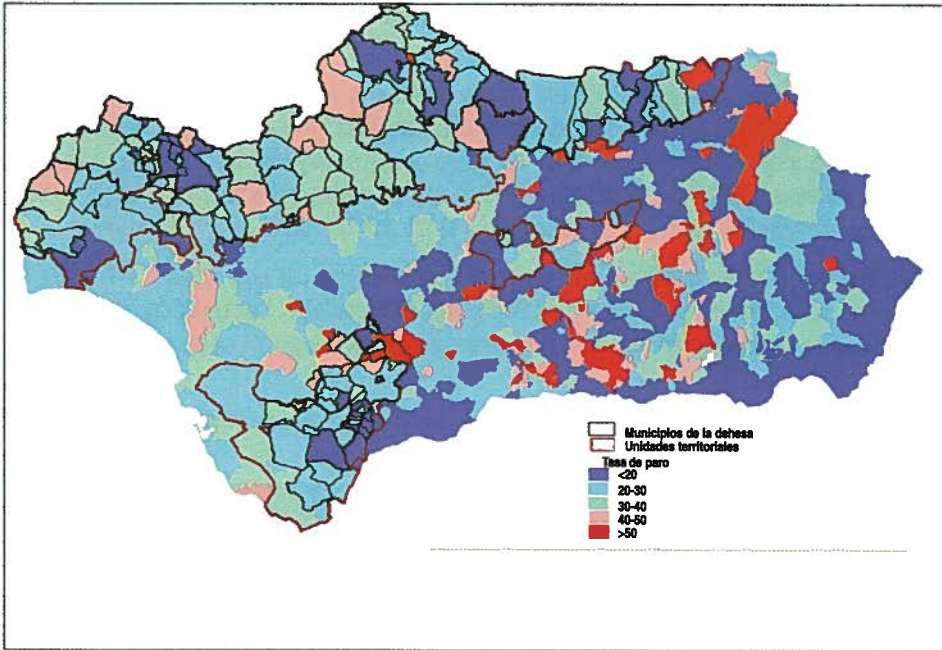 Municipios de la dehesa
Unidades territoriales
Tasa de paro
<20
20-30
30-40
40-50
>50